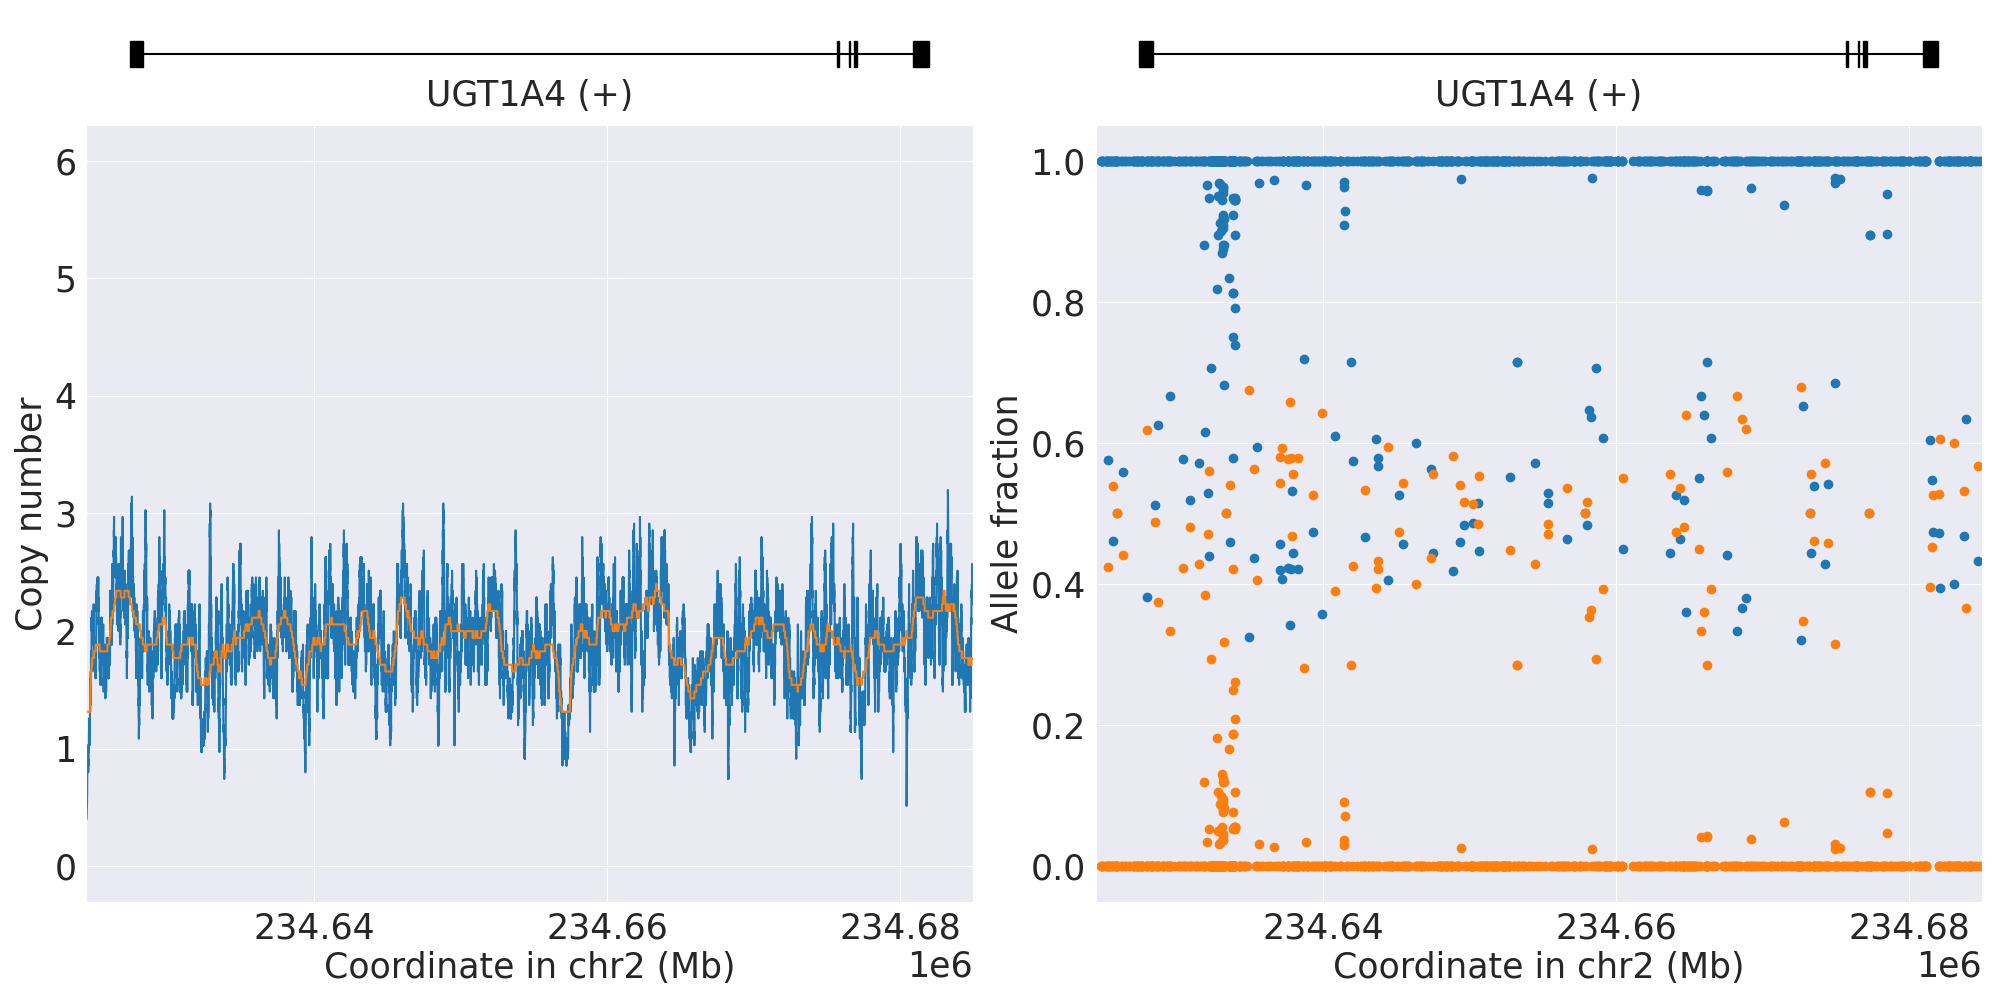 UGT1A4 (+)
Copy number
6
5
4
3
2
1
0
234.64 234.66 234.68
1e6
Coordinate in chr2 (Mb)
UGT1A4 (+)
Allele fraction
1.0
0.8
0.6
0.4
0.2
0.0
234.64 234.66 234.68
1e6
Coordinate in chr2 (Mb)